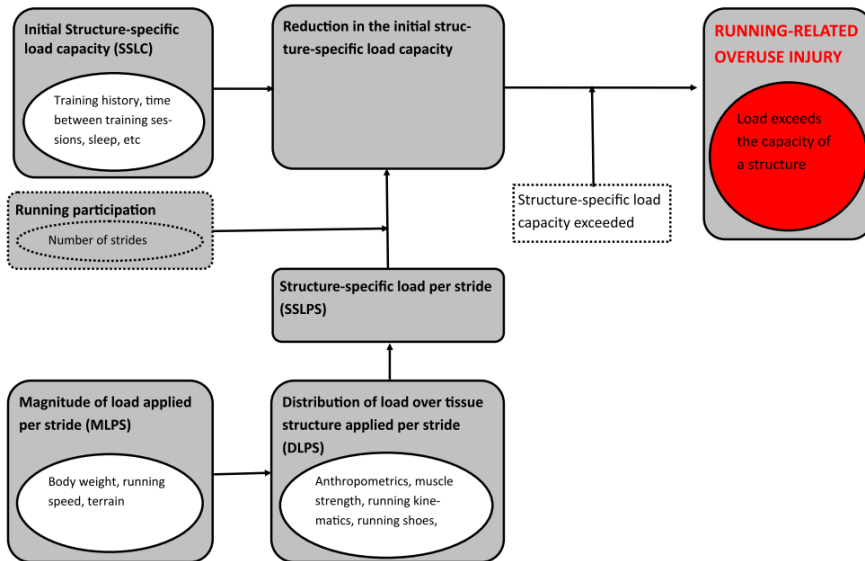 Initial Structure-specific
load capacity (SSLC)
Training history, time
between training ses-
sions, sleep, etc
Reduction in the initial struc-
ture-specific load capacity
RUNNING-RELATED
OVERUSE INJURY
Load exceeds
the capacity of
a structure
Running participation
Number of strides
Structure-specific load
capacity exceeded
Structure-specific load per stride
(SSLPS)
Magnitude of load applied
per stride (MLPS)
Body weight, running
speed, terrain
Distribution of load over tissue
structure applied per stride
(DLPS)
Anthropometrics, muscle
strength, running kine-
matics, running shoes,